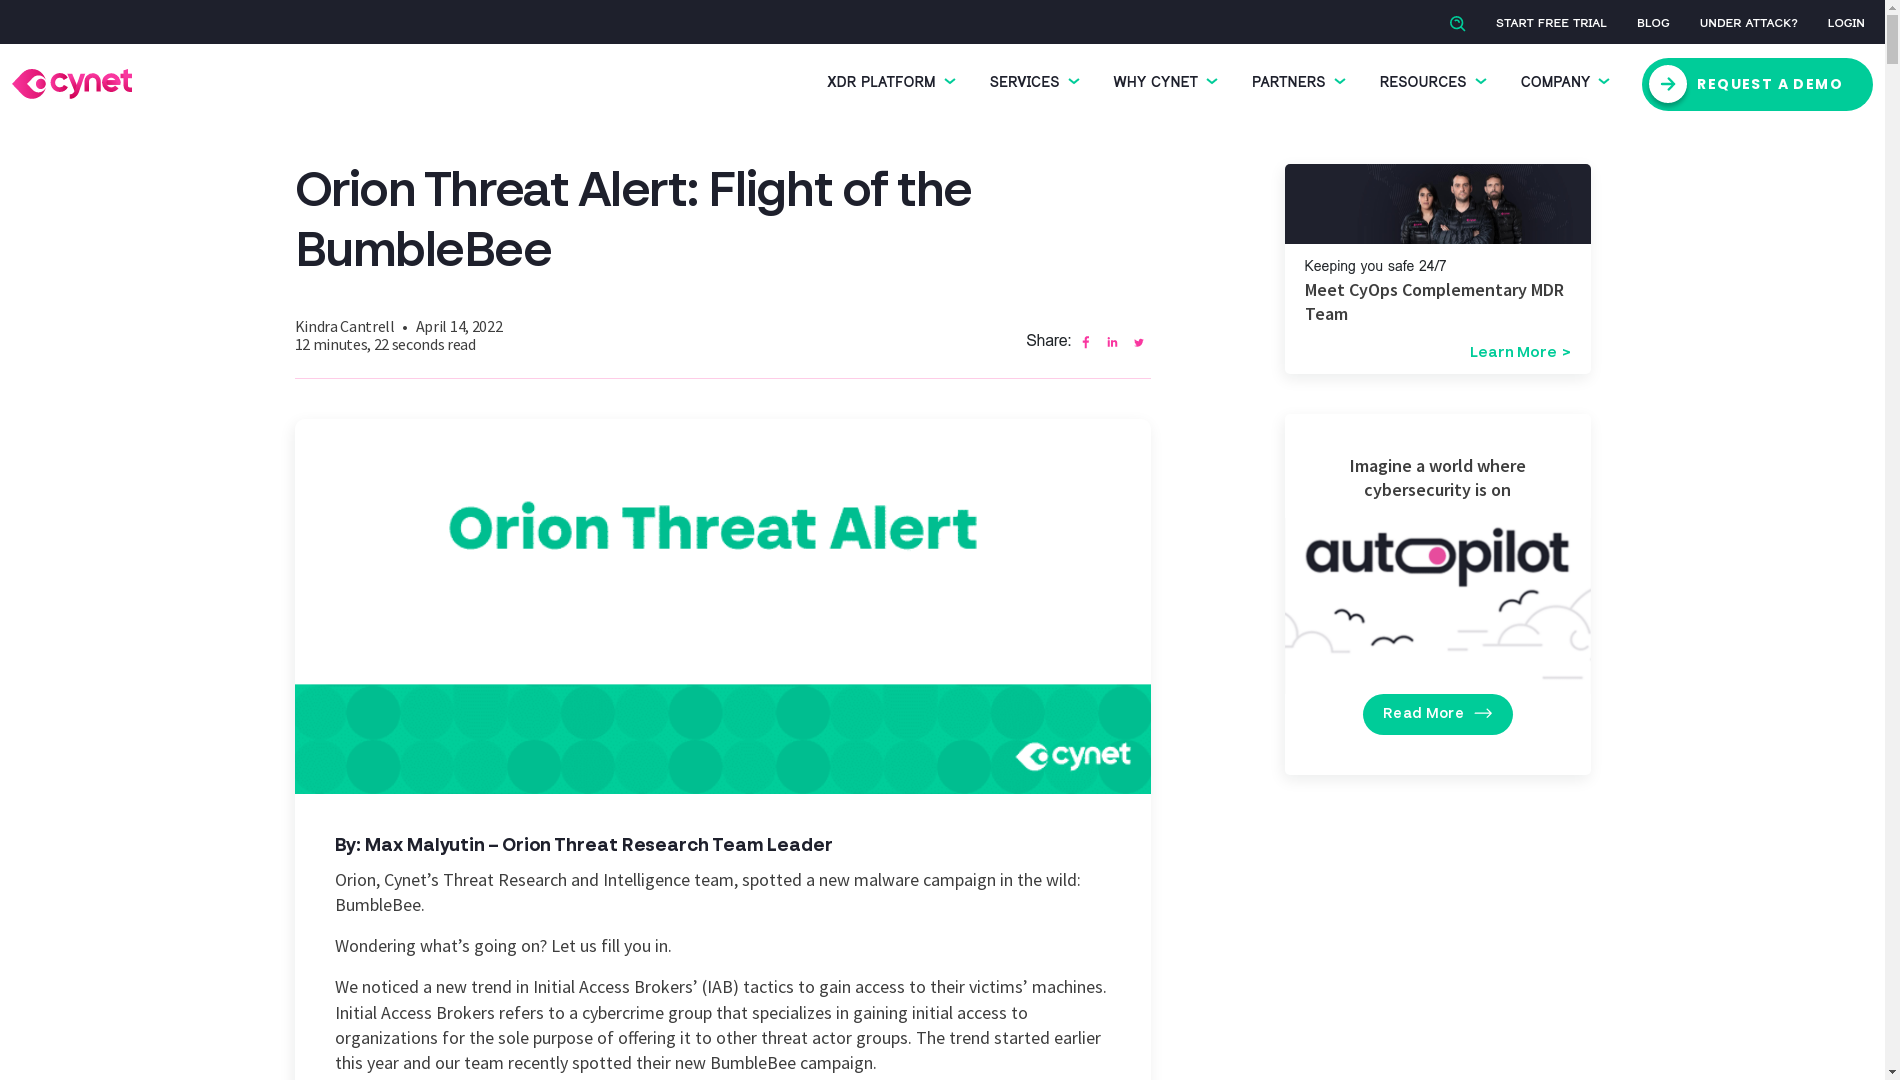 START FREE TRIAL
BLOG
UNDER ATTACK?
LOGIN
cynet
XDR PLATFORM
SERVICES
WHY CYNET
PARTNERS
RESOURCES
COMPANY
REQUEST A DEMO
Orion Threat Alert: Flight of the
BumbleBee
Kindra Cantrell • April 14, 2022
12 minutes, 22 seconds read
Share:
Orion Threat Alert
cynet
By: Max Malyutin – Orion Threat Research Team Leader
Orion, Cynet’s Threat Research and Intelligence team, spotted a new malware campaign in the wild:
BumbleBee.
Wondering what’s going on? Let us fill you in.
We noticed a new trend in Initial Access Brokers’ (IAB) tactics to gain access to their victims’ machines.
Initial Access Brokers refers to a cybercrime group that specializes in gaining initial access to
organizations for the sole purpose of offering it to other threat actor groups. The trend started earlier
this year and our team recently spotted their new BumbleBee campaign.
Keeping you safe 24/7
Meet CyOps Complementary MDR
Team
Learn More >
Imagine a world where
cybersecurity is on
autopilot
Read More